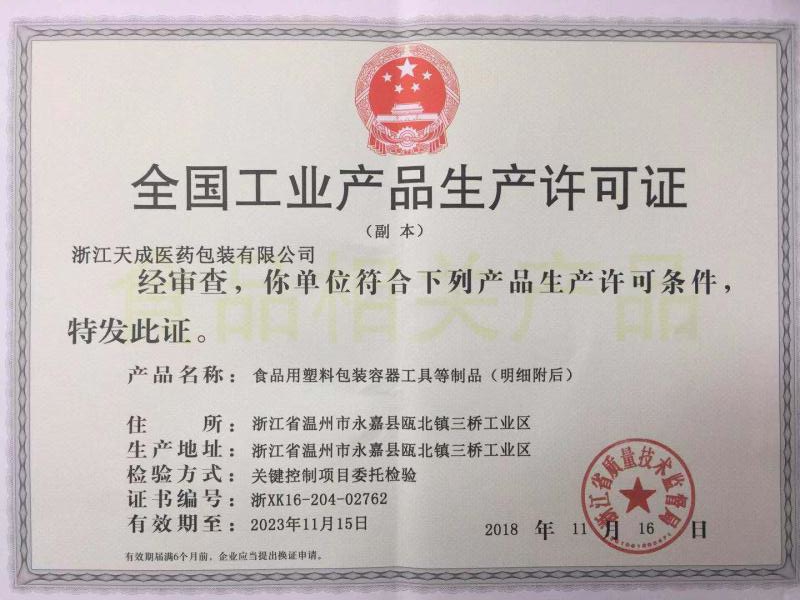 全国工业产品生产许可证
（副 本）
浙江天成医药包装有限公司
经审查，你单位符合下列产品生产许可条件，
特发此证。
食品相关产品
产品名称：食品用塑料包装容器工具等制品（明细附后）
住 所：浙江省温州市永嘉县瓯北镇三桥工业区
生产地址：浙江省温州市永嘉县瓯北镇三桥工业区
检验方式：关键控制项目委托检验
证书编号：浙XK16-204-02762
有效期至：2023年11月15日
2018 年 11 月 16 日
浙江省质量技术监督局
有效期届满6个月前，企业应当提出换证申请。